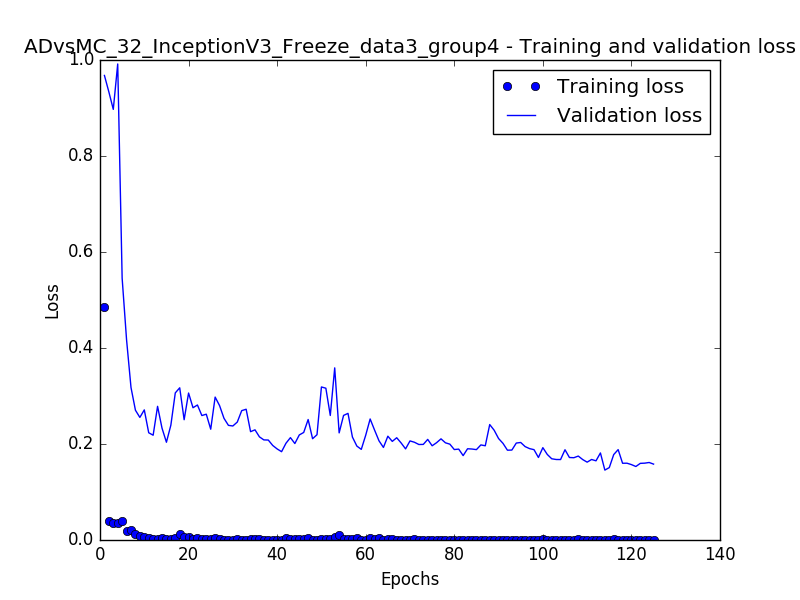 ADvsMC_32_InceptionV3_Freeze_data3_group4 - Training and validation loss
1.0
Training loss
Validation loss
0.8
0.6
Loss
0.4
0.2
0.0
0 20 40 60 80 100 120 140
Epochs